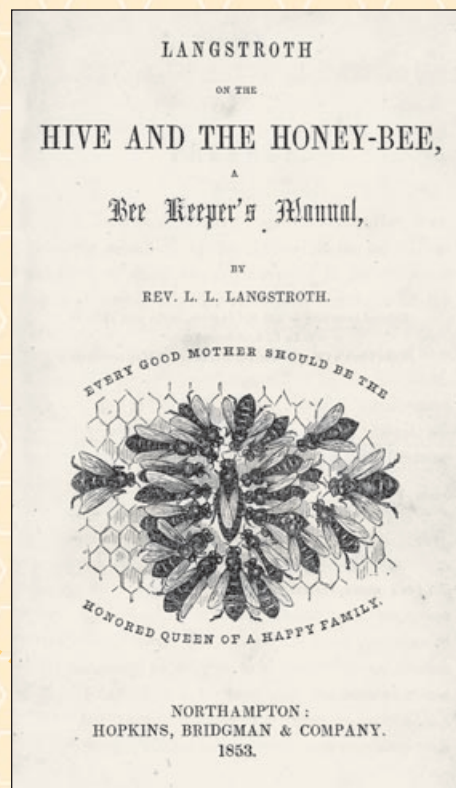 LANGSTROTH
ON THE
HIVE AND THE HONEY-BEE,
A
Bee Keeper's Manual,
BY
REV. L. L. LANGSTROTH.
EVERY GOOD MOTHER SHOULD BE THE
HONORED QUEEN OF A HAPPY FAMILY.
NORTHAMPTON:
HOPKINS, BRIDGMAN & COMPANY.
1853.